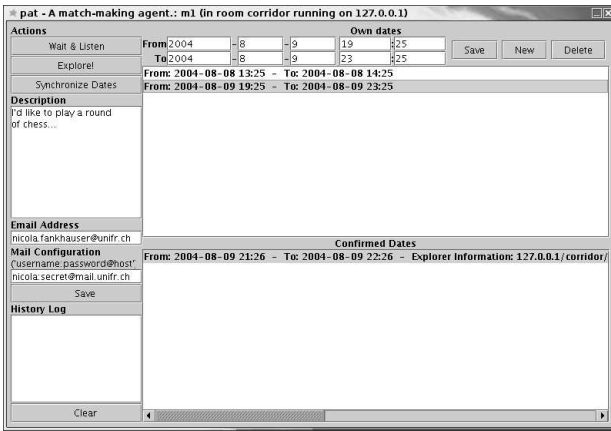 pat - A match-making agent.: m1 (in room corridor running on 127.0.0.1)
Actions
Wait & Listen
Explore!
Synchronize Dates
Description
I'd like to play a round
of chess...
Email Address
nicola.fankhauser@unifr.ch
Mail Configuration
("username:password@host"
nicola:secret@mail.unifr.ch
Save
History Log
Clear
Own dates
From 2004 - 8 - 9 19 : 25
To 2004 - 8 - 9 23 : 25
Save New Delete
From: 2004-08-08 13:25 - To: 2004-08-08 14:25
From: 2004-08-09 19:25 - To: 2004-08-09 23:25
Confirmed Dates
From: 2004-08-09 21:26 - To: 2004-08-09 22:26 - Explorer Information: 127.0.0.1/corridor/